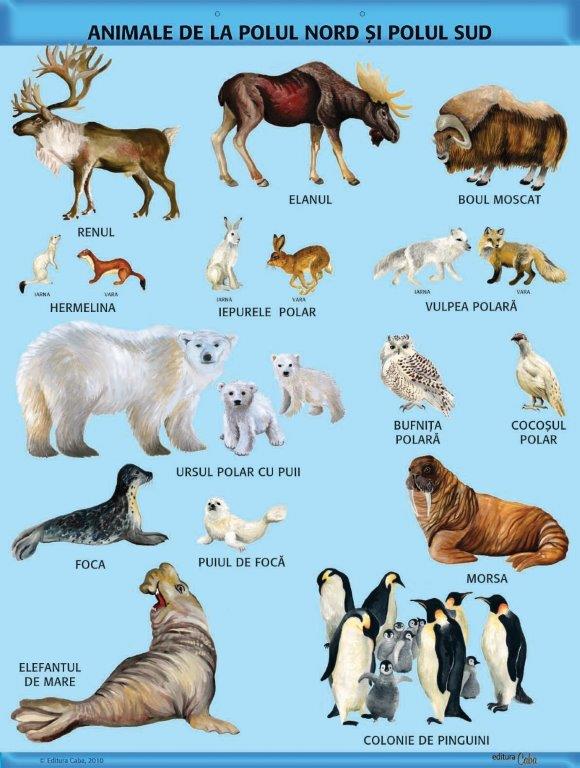 ANIMALE DE LA POLUL NORD ȘI POLUL SUD
RENUL
ELANUL
BOUL MOSCAT
IARNA
VARA
HERMELINA
IARNA
VARA
IEPURELE POLAR
IARNA
VARA
VULPEA POLARĂ
URSUL POLAR CU PUII
BUFNIȚA
POLARĂ
COCOȘUL
POLAR
FOCA
PUIUL DE FOCĂ
MORSA
ELEFANTUL
DE MARE
COLONIE DE PINGUINI
© Editura Caba, 2010
editura Caba